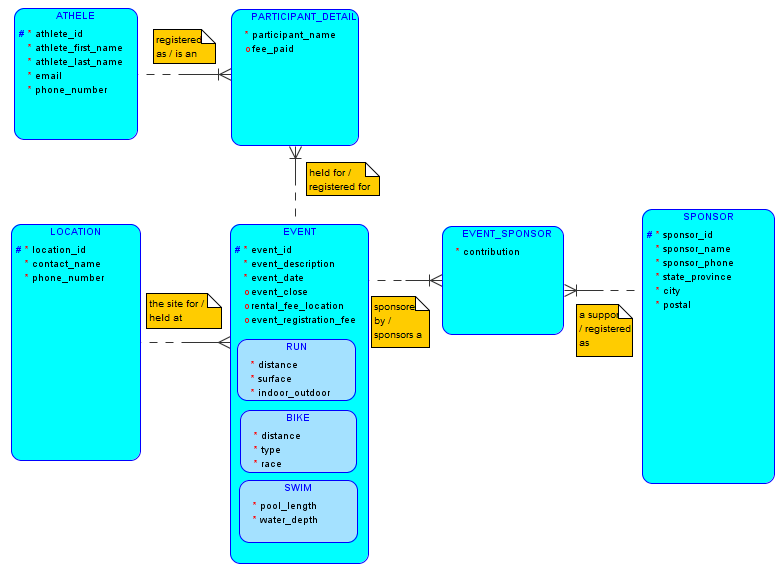 ATHELE
# * athlete_id
* athlete_first_name
* athlete_last_name
* email
* phone_number
registered
as / is an
PARTICIPANT_DETAIL
* participant_name
o fee_paid
held for /
registered for
LOCATION
# * location_id
* contact_name
* phone_number
the site for /
held at
EVENT
# * event_id
* event_description
* event_date
o event_close
o rental_fee_location
o event_registration_fee
RUN
* distance
* surface
* indoor_outdoor
BIKE
* distance
* type
* race
SWIM
* pool_length
* water_depth
sponsore
by /
sponsors a
EVENT_SPONSOR
* contribution
a suppo
/ registered
as
SPONSOR
# * sponsor_id
* sponsor_name
* sponsor_phone
* state_province
* city
* postal